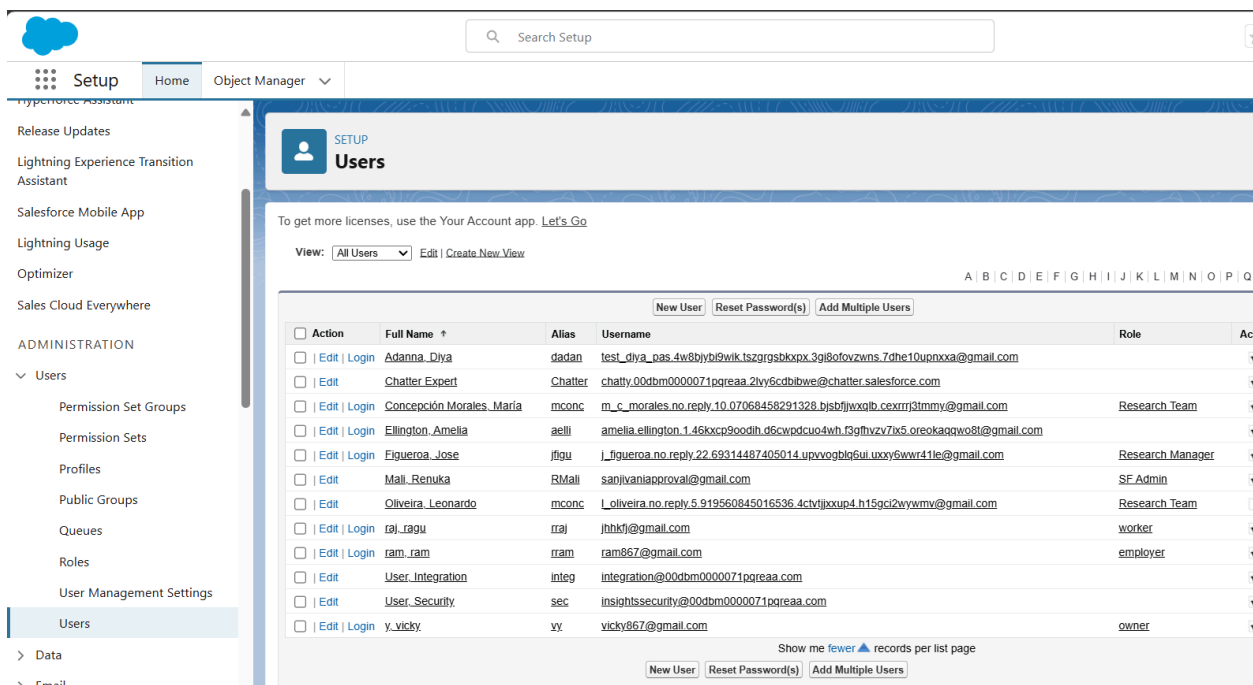 Search Setup
Setup Home Object Manager
Hyperforce Assistant
Release Updates
Lightning Experience Transition
Assistant
Salesforce Mobile App
Lightning Usage
Optimizer
Sales Cloud Everywhere
ADMINISTRATION
Users
Permission Set Groups
Permission Sets
Profiles
Public Groups
Queues
Roles
User Management Settings
Users
Data
Email
SETUP
Users
To get more licenses, use the Your Account app. Let's Go
View: All Users Edit | Create New View
A | B | C | D | E | F | G | H | I | J | K | L | M | N | O | P | Q
New User Reset Password(s) Add Multiple Users
Action Full Name Alias Username Role Ac
| Edit | Login Adanna, Diya dadan test_diya_pas.4w8bjybi9wik.tszgrgsbkxpx.3gi8ofovzwns.7dhe10upnxxa@gmail.com
| Edit Chatter Expert Chatter chatty.00dbm0000071pqreaa.2lvy6cdbibwe@chatter.salesforce.com
| Edit | Login Concepción Morales, María mconc m_c_morales.no.reply.10.07068458291328.bjsbfjjwxqlb.cexrrrj3tmmy@gmail.com Research Team
| Edit | Login Ellington, Amelia aelli amelia.ellington.1.46kxcp9oodih.d6cwpdcuo4wh.f3gfhvzv7ix5.oreokaqqwo8t@gmail.com
| Edit | Login Figueroa, Jose jfigu j_figueroa.no.reply.22.69314487405014.upvvogblq6ui.uxxy6wwr41le@gmail.com Research Manager
| Edit Mali, Renuka RMali sanjivaniapproval@gmail.com SF Admin
| Edit Oliveira, Leonardo mconc l_oliveira.no.reply.5.919560845016536.4ctvtjjxxup4.h15gci2wywmv@gmail.com Research Team
| Edit | Login raj, ragu rraj jhhkfj@gmail.com worker
| Edit | Login ram, ram rram ram867@gmail.com employer
| Edit User, Integration integ integration@00dbm0000071pqreaa.com
| Edit User, Security sec insightssecurity@00dbm0000071pqreaa.com
| Edit | Login y, vicky vy vicky867@gmail.com owner
Show me fewer records per list page
New User Reset Password(s) Add Multiple Users